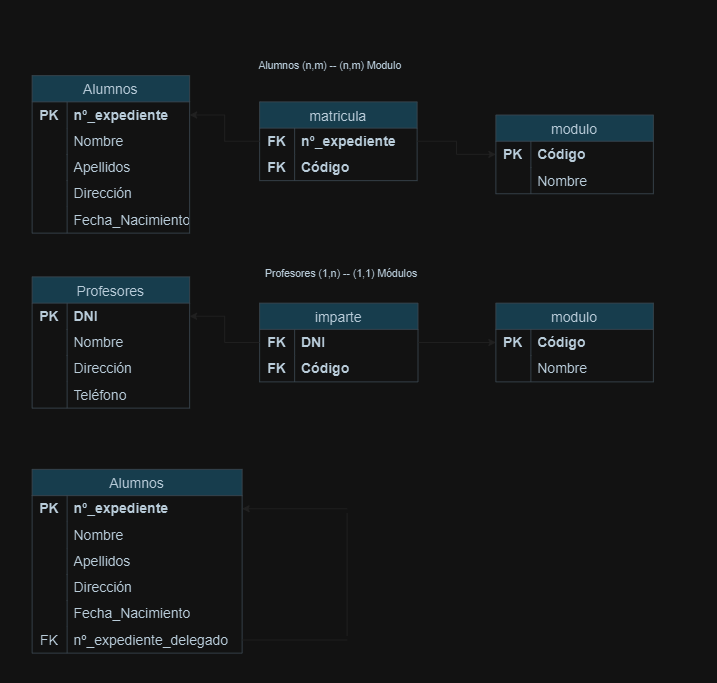 Alumnos (n,m) -- (n,m) Modulo
Alumnos
PK nº_expediente
Nombre
Apellidos
Dirección
Fecha_Nacimiento
matricula
FK nº_expediente
FK Código
modulo
PK Código
Nombre
Profesores (1,n) -- (1,1) Módulos
Profesores
PK DNI
Nombre
Dirección
Teléfono
imparte
FK DNI
FK Código
modulo
PK Código
Nombre
Alumnos
PK nº_expediente
Nombre
Apellidos
Dirección
Fecha_Nacimiento
FK nº_expediente_delegado